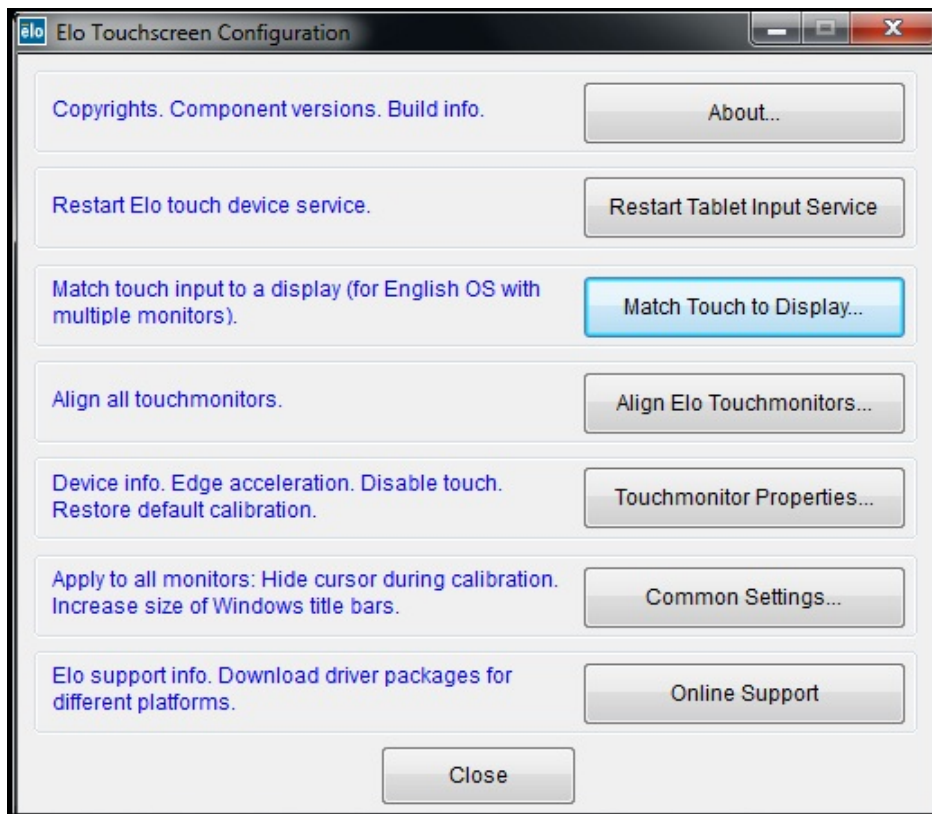 elo Elo Touchscreen Configuration
Copyrights. Component versions. Build info.
About...
Restart Elo touch device service.
Restart Tablet Input Service
Match touch input to a display (for English OS with
multiple monitors).
Match Touch to Display...
Align all touchmonitors.
Align Elo Touchmonitors...
Device info. Edge acceleration. Disable touch.
Restore default calibration.
Touchmonitor Properties...
Apply to all monitors: Hide cursor during calibration.
Increase size of Windows title bars.
Common Settings...
Elo support info. Download driver packages for
different platforms.
Online Support
Close